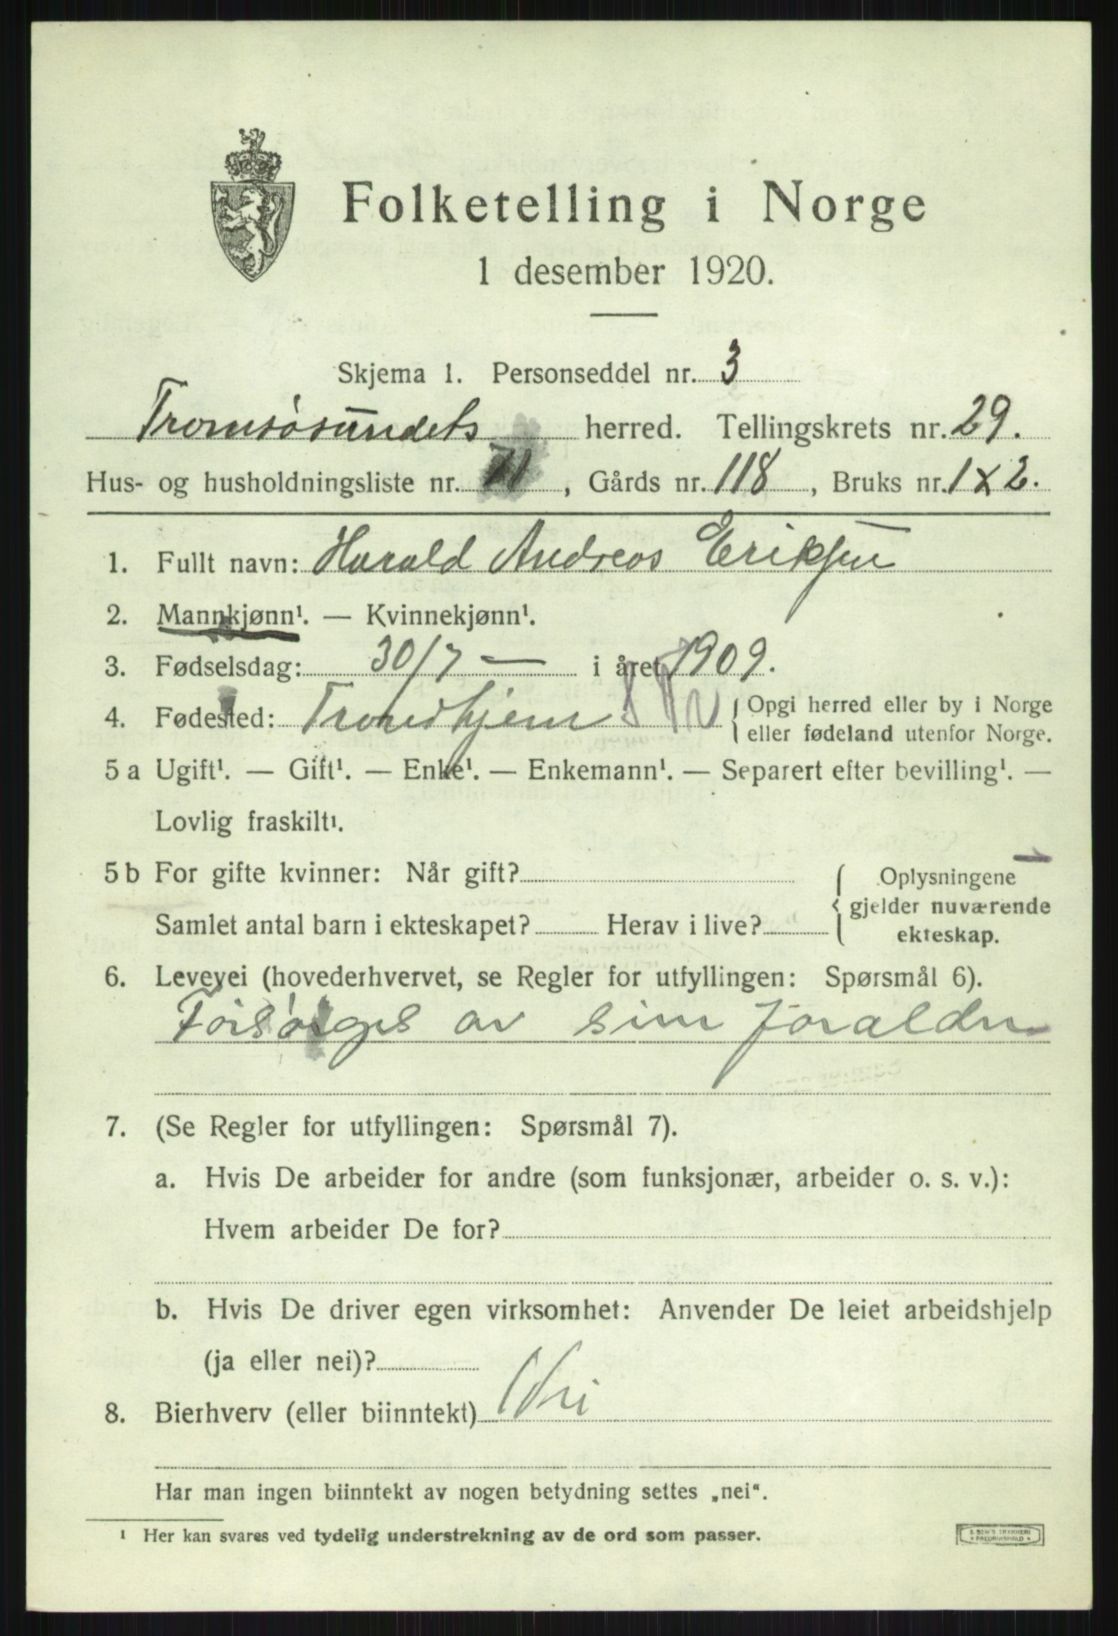 Folketelling i Norge
1 desember 1920.
Skjema 1. Personseddel nr. 3
Tromsøsundets herred. Tellingskrets nr. 29.
Hus- og husholdningsliste nr. , Gårds nr. 118, Bruks nr. 1 x 2.
1. Fullt navn: Harald Andreas Eriksen
2. Mannkjønn¹. — Kvinnekjønn¹.
3. Fødselsdag: 30/7 — i året 1909.
4. Fødested: Trondhjem { Opgi herred eller by i Norge
eller fødeland utenfor Norge.
5 a Ugift¹. — Gift¹. — Enke¹. — Enkemann¹. — Separert efter bevilling¹. —
Lovlig fraskilt¹.
5 b For gifte kvinner: Når gift? { Oplysningene
gjelder nuværende
Samlet antal barn i ekteskapet? Herav i live? ekteskap.
6. Levevei (hovederhvervet, se Regler for utfyllingen: Spørsmål 6).
Forsørges av sine foraldre
7. (Se Regler for utfyllingen: Spørsmål 7).
a. Hvis De arbeider for andre (som funksjonær, arbeider o. s. v.):
Hvem arbeider De for?
b. Hvis De driver egen virksomhet: Anvender De leiet arbeidshjelp
(ja eller nei)?
8. Bierhverv (eller biinntekt) Nei
Har man ingen biinntekt av nogen betydning settes „nei“.
¹ Her kan svares ved tydelig understrekning av de ord som passer.